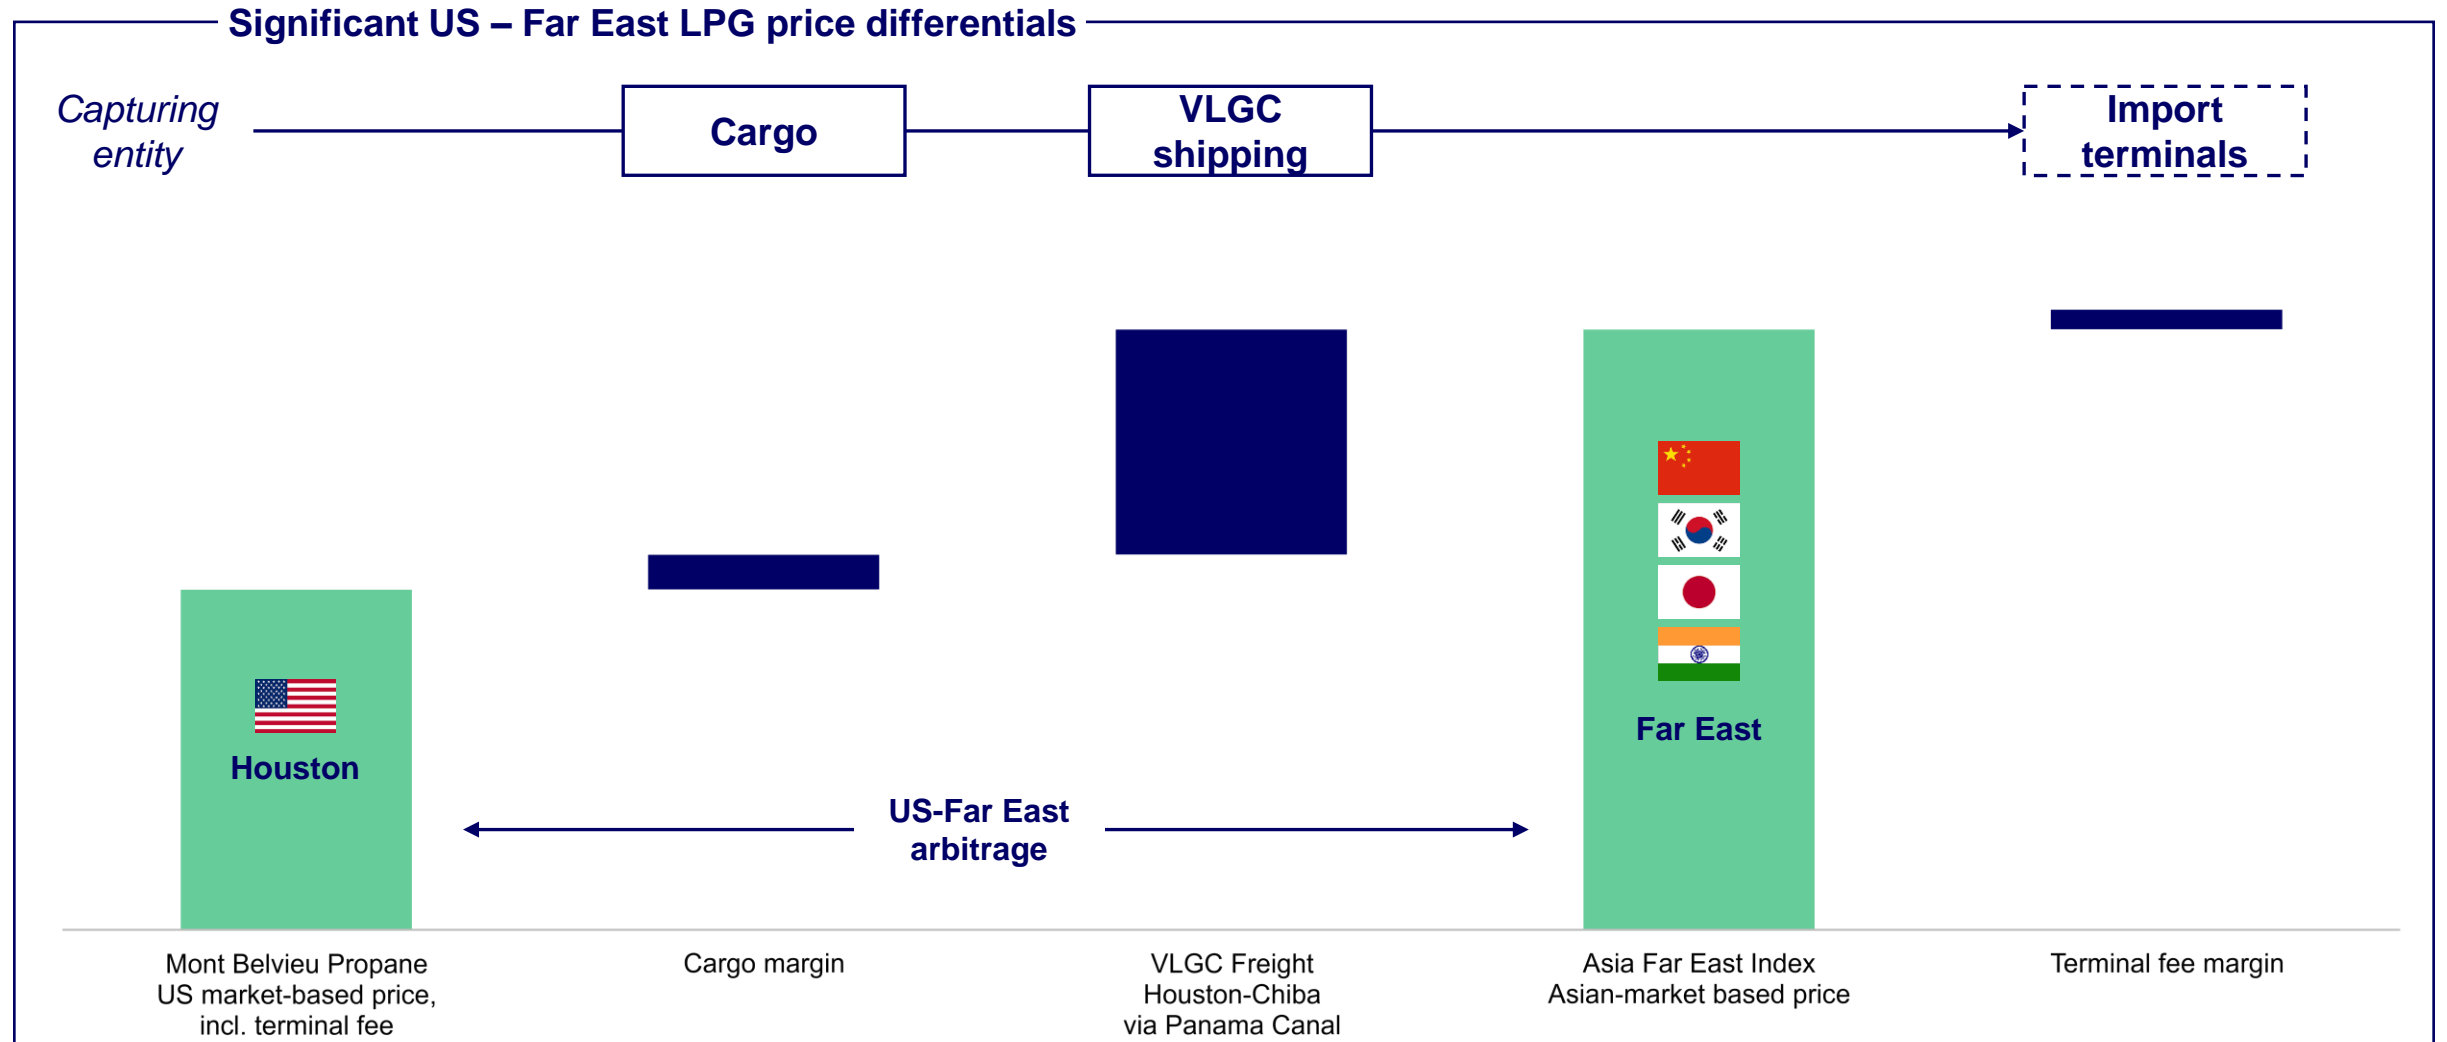 Significant US – Far East LPG price differentials
Capturing
entity
Cargo
VLGC
shipping
Import
terminals
Houston
US-Far East
arbitrage
Far East
Mont Belvieu Propane
US market-based price,
incl. terminal fee
Cargo margin
VLGC Freight
Houston-Chiba
via Panama Canal
Asia Far East Index
Asian-market based price
Terminal fee margin